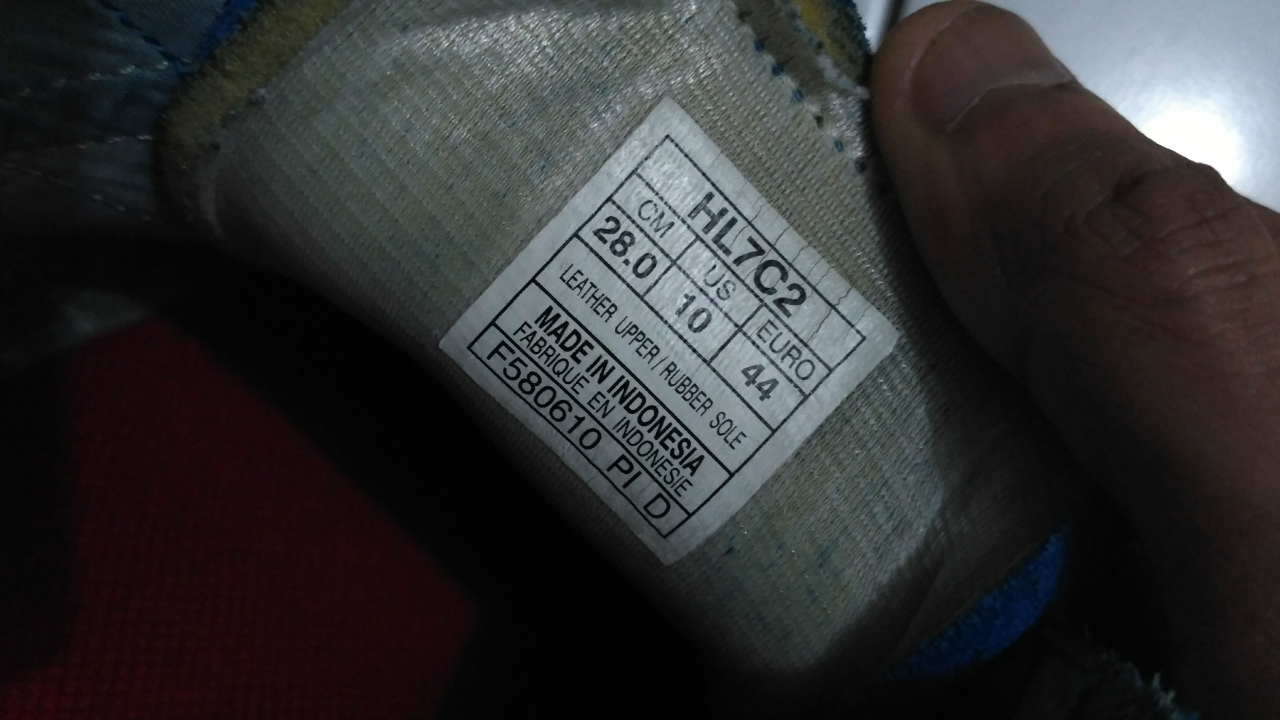 HL7C2
CM US EURO
28.0 10 44
LEATHER UPPER / RUBBER SOLE
MADE IN INDONESIA
FABRIQUE EN INDONESIE
F580610 PI D